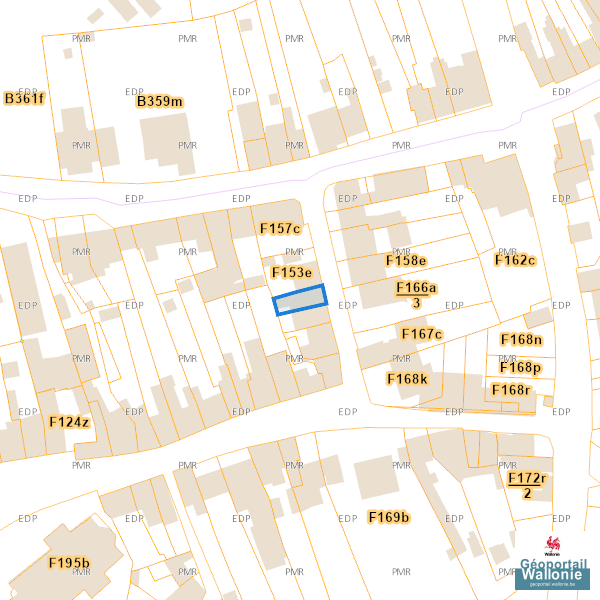 PMR PMR PMR PMR PMR PMR
B361f EDP B359m EDP EDP EDP EDP
PMR PMR PMR PMR PMR PMR
EDP EDP EDP EDP EDP
F157c
PMR PMR PMR PMR PMR
F153e F158e F162c
F166a
3
EDP EDP EDP EDP EDP EDP
F167c F168n
PMR PMR PMR PMR
F168p
F168k F168r
EDP EDP EDP EDP EDP
F124z
PMR PMR PMR PMR PMR
F172r
2
EDP EDP EDP EDP EDP
F169b
Wallonie
F195b PMR PMR PMR PMR
Géoportail
Wallonie
geoportail.wallonie.be